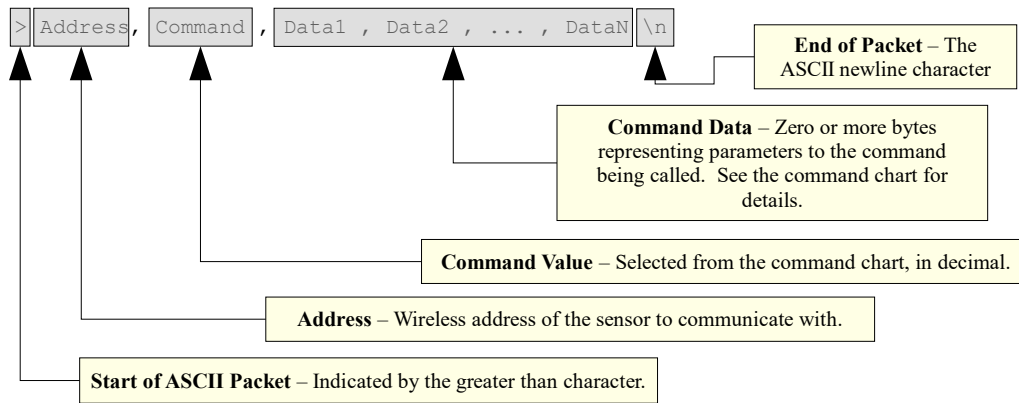 > Address, Command , Data1 , Data2 , ... , DataN \n
End of Packet – The
ASCII newline character
Command Data – Zero or more bytes
representing parameters to the command
being called. See the command chart for
details.
Command Value – Selected from the command chart, in decimal.
Address – Wireless address of the sensor to communicate with.
Start of ASCII Packet – Indicated by the greater than character.